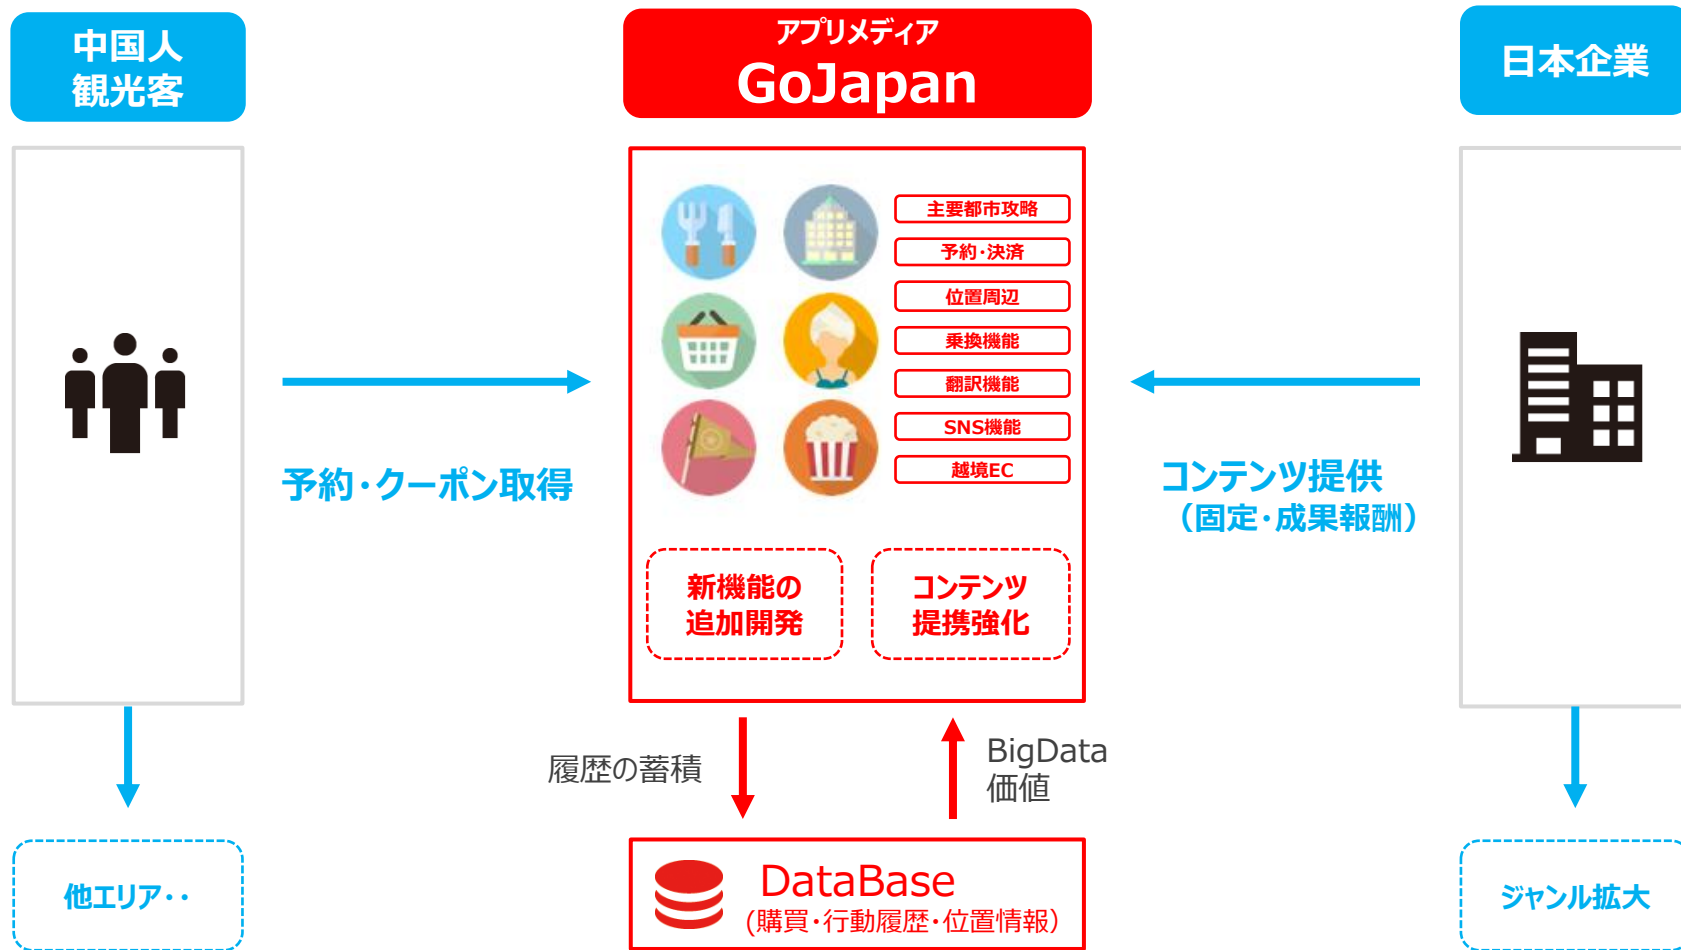 中国人
観光客
アプリメディア
GoJapan
日本企業
主要都市攻略
予約・決済
位置周辺
乗換機能
翻訳機能
SNS機能
越境EC
予約・クーポン取得
コンテンツ提供
（固定・成果報酬）
新機能の
追加開発
コンテンツ
提携強化
履歴の蓄積
BigData
価値
他エリア・・
DataBase
(購買・行動履歴・位置情報)
ジャンル拡大